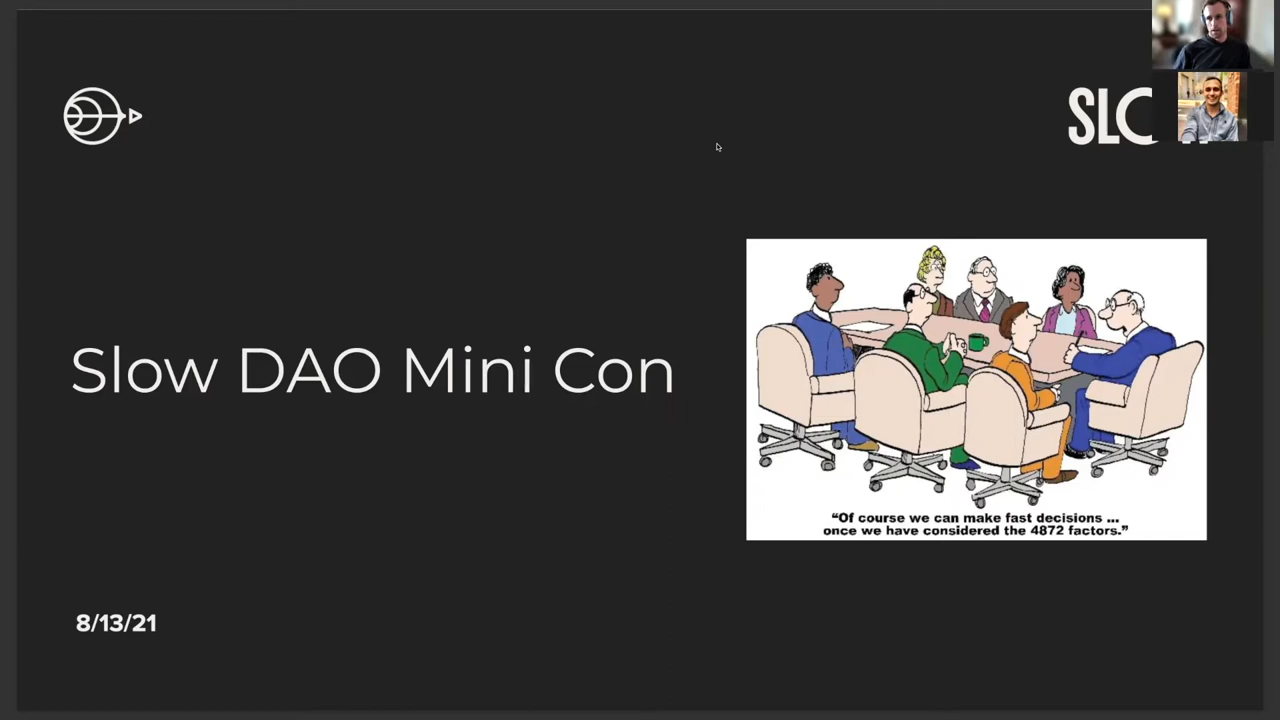 SLO
Slow DAO Mini Con
“Of course we can make fast decisions ...
once we have considered the 4872 factors.”
8/13/21